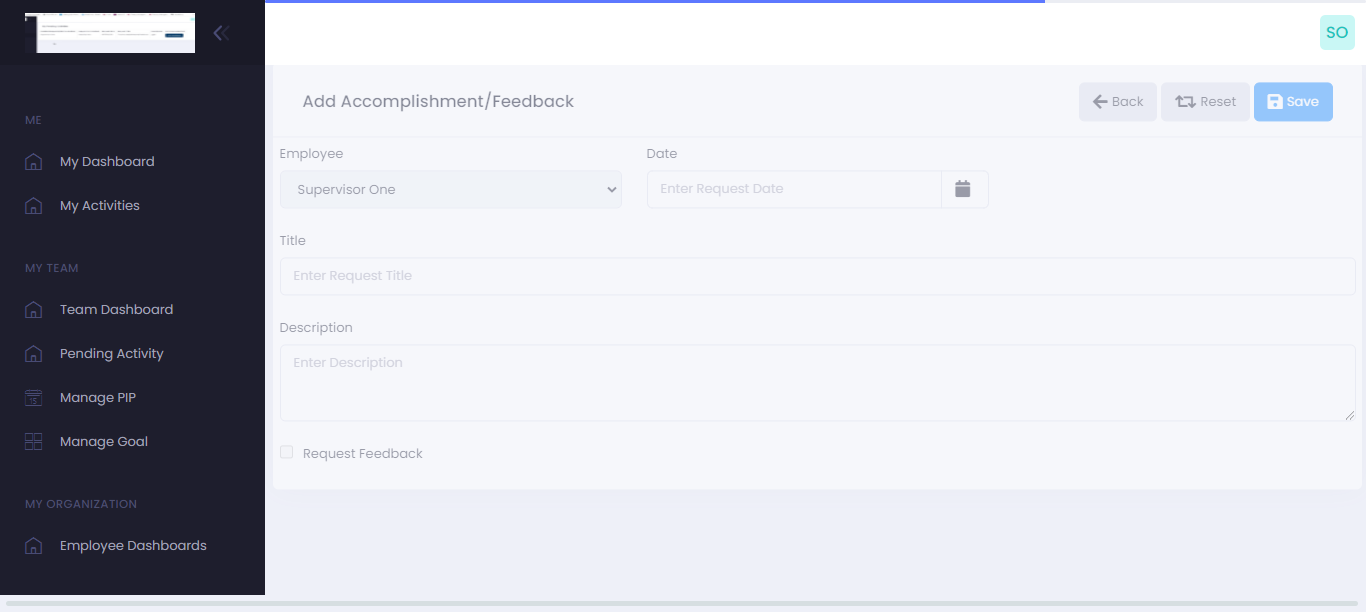 SO
ME
My Dashboard
My Activities
MY TEAM
Team Dashboard
Pending Activity
Manage PIP
15
Manage Goal
MY ORGANIZATION
Employee Dashboards
Add Accomplishment/Feedback
Back
Reset
Save
Employee
Date
Supervisor One
Enter Request Date
Title
Enter Request Title
Description
Enter Description
Request Feedback